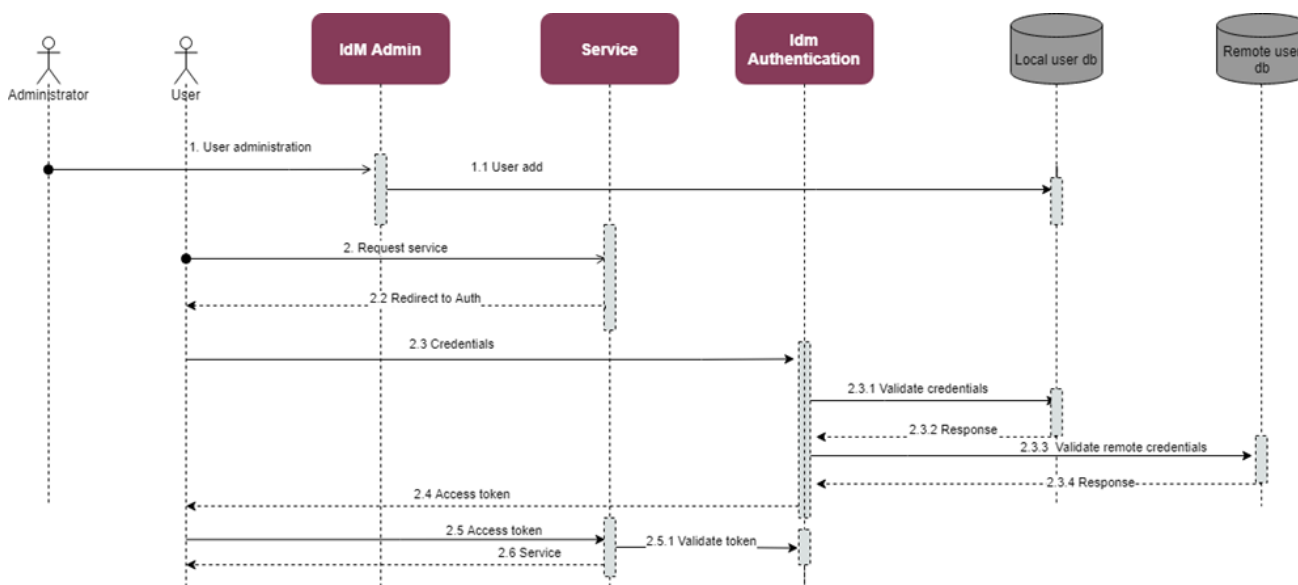 IdM Admin
Service
Idm
Authentication
Local user db
Remote user
db
Administrator
User
1. User administration
1.1 User add
2. Request service
2.2 Redirect to Auth
2.3 Credentials
2.3.1 Validate credentials
2.3.2 Response
2.3.3 Validate remote credentials
2.3.4 Response
2.4 Access token
2.5 Access token
2.5.1 Validate token
2.6 Service